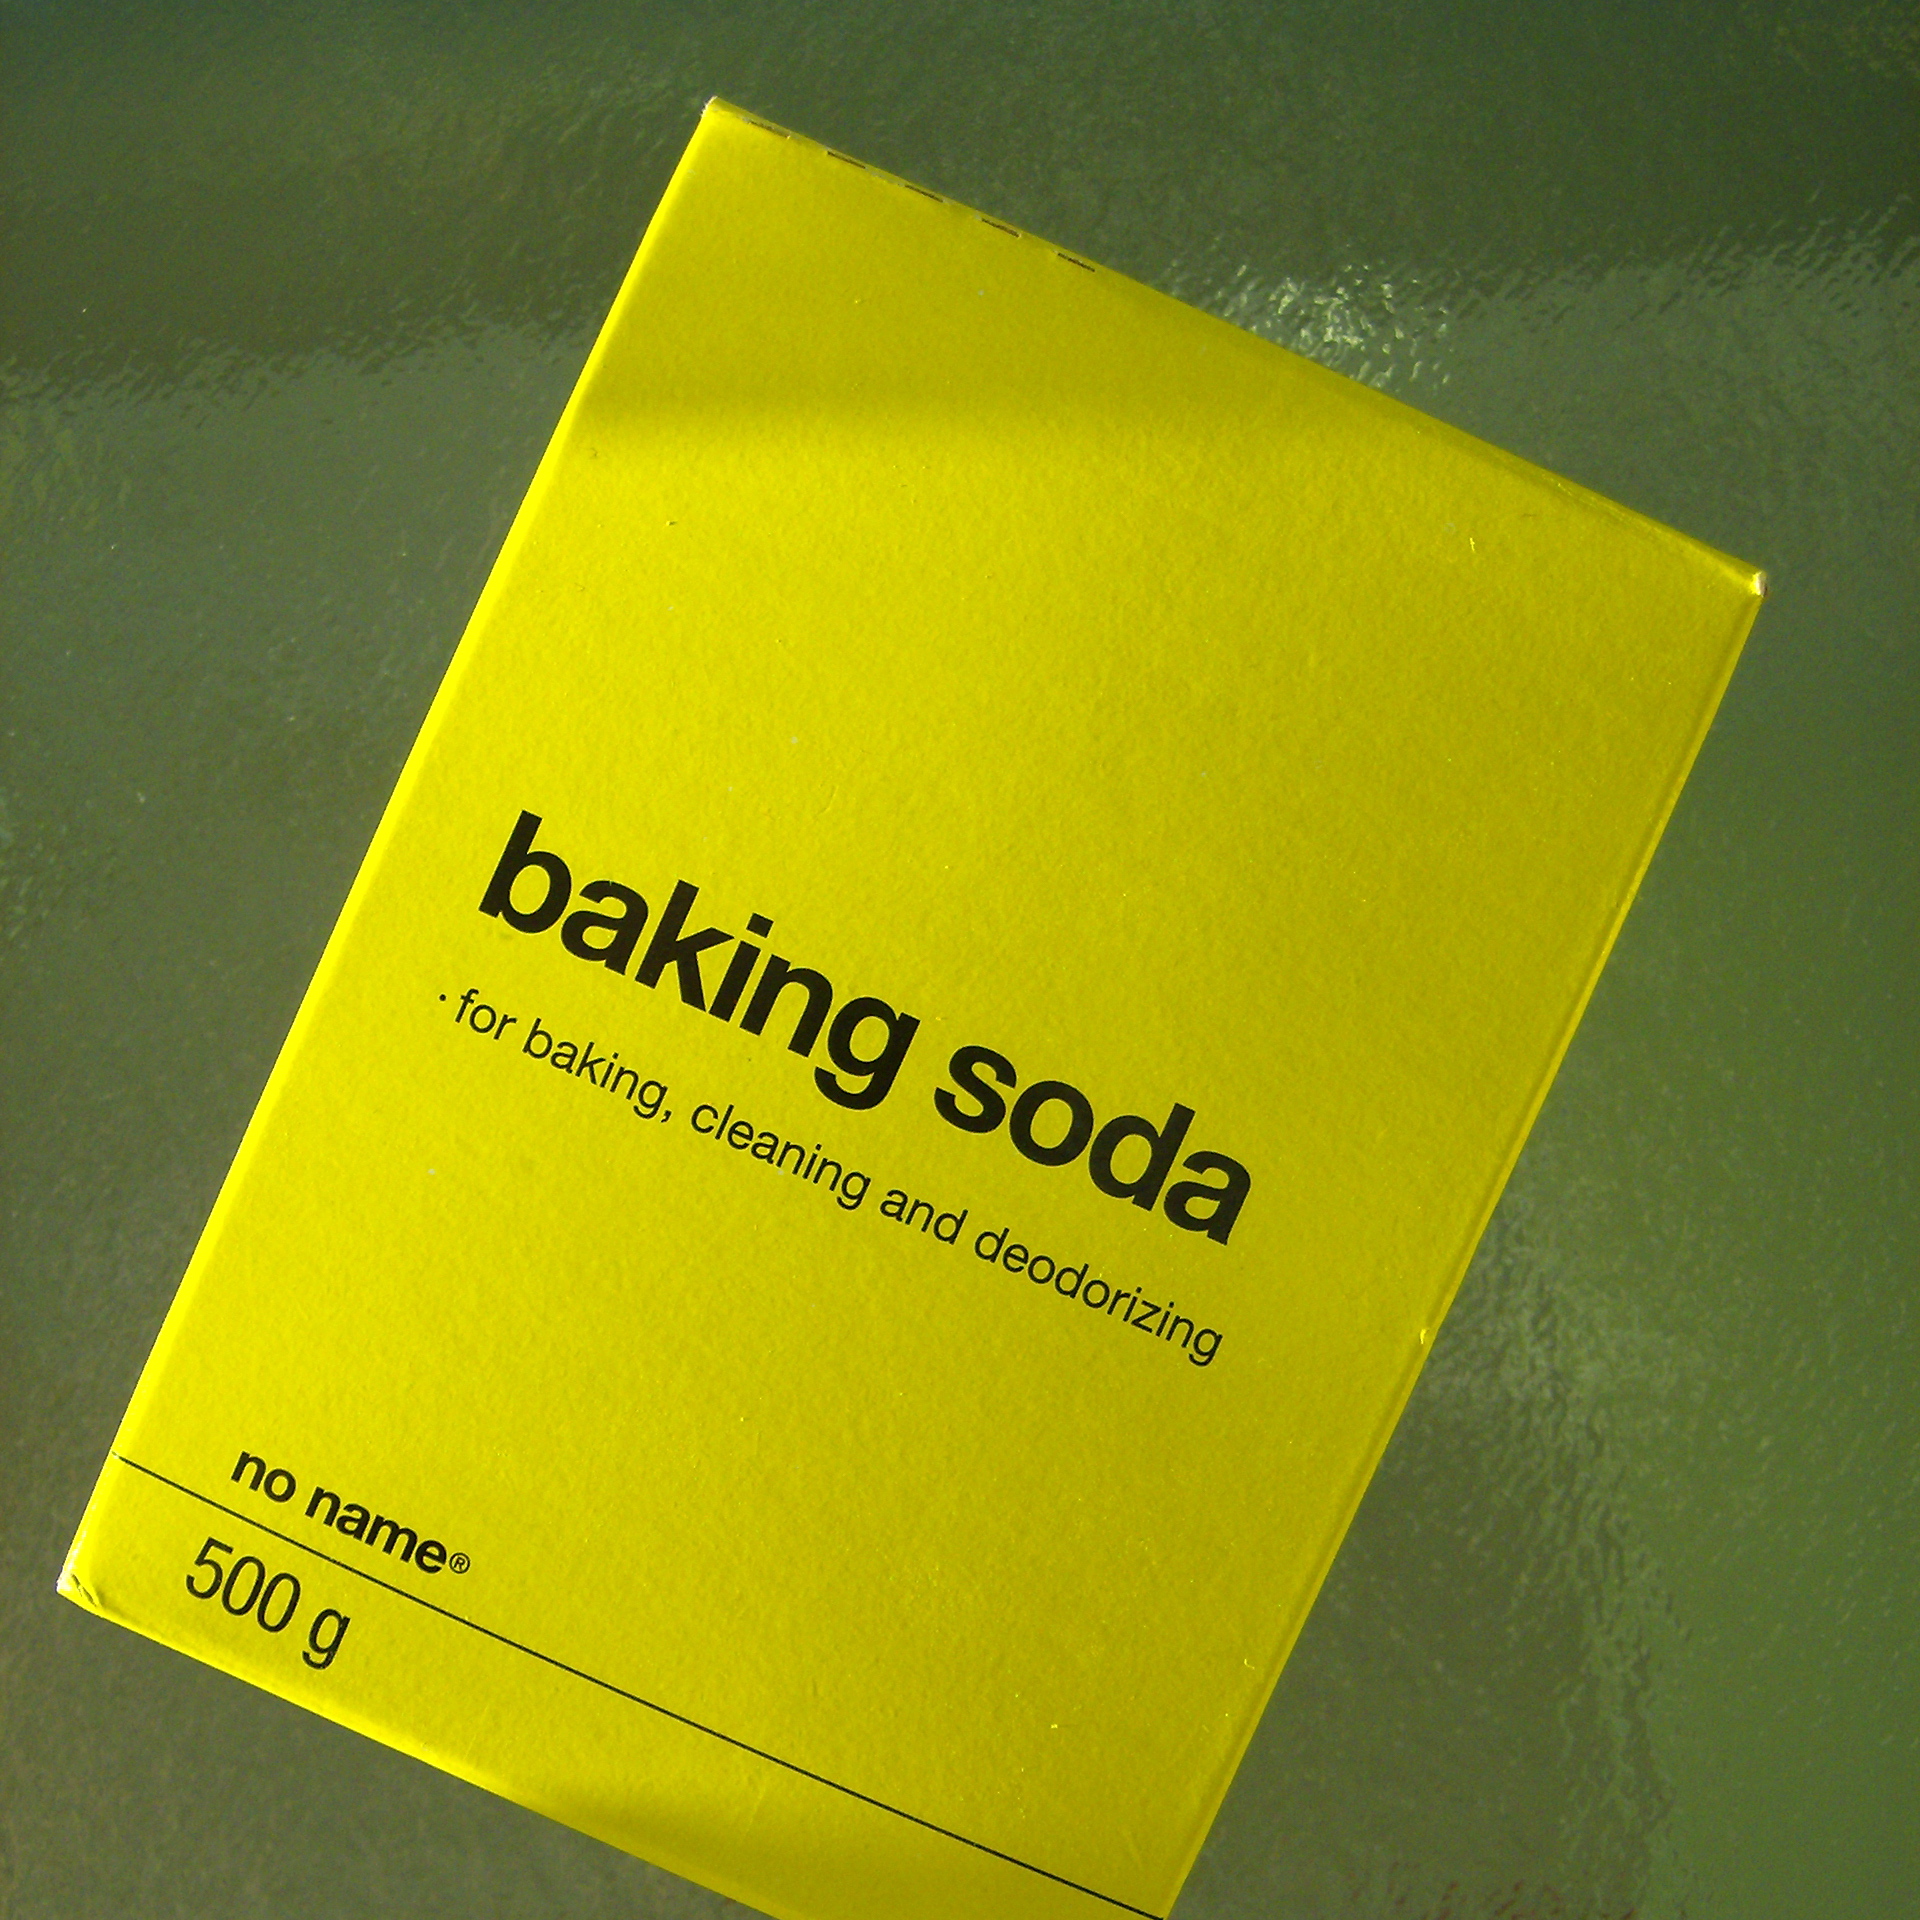 baking soda
· for baking, cleaning and deodorizing
no name®
500 g